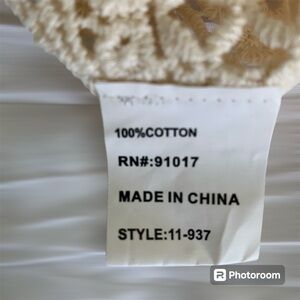 100%COTTON
RN#:91017
MADE IN CHINA
STYLE:11-937
Photoroom